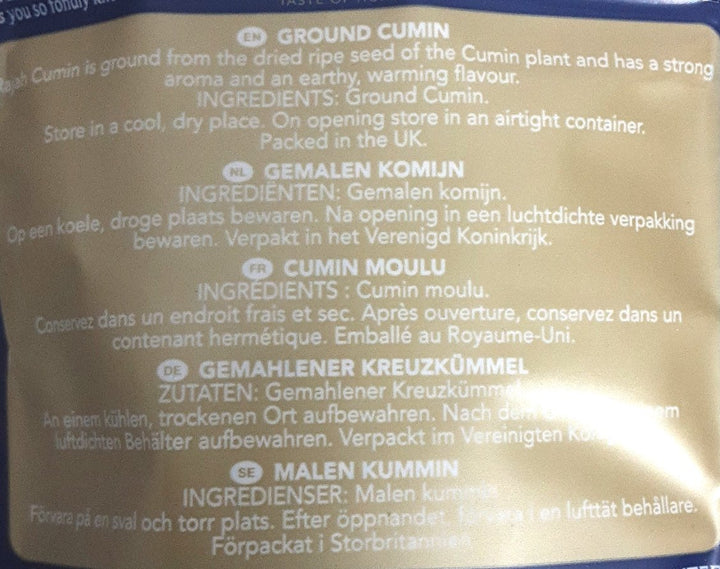 s you so fondly
TASTE OF
EN GROUND CUMIN
Rajah Cumin is ground from the dried ripe seed of the Cumin plant and has a strong
aroma and an earthy, warming flavour.
INGREDIENTS: Ground Cumin.
Store in a cool, dry place. On opening store in an airtight container.
Packed in the UK.
NL GEMALEN KOMIJN
INGREDIËNTEN: Gemalen komijn.
Op een koele, droge plaats bewaren. Na opening in een luchtdichte verpakking
bewaren. Verpakt in het Verenigd Koninkrijk.
FR CUMIN MOULU
INGRÉDIENTS : Cumin moulu.
Conservez dans un endroit frais et sec. Après ouverture, conservez dans un
contenant hermétique. Emballé au Royaume-Uni.
DE GEMAHLENER KREUZKÜMMEL
ZUTATEN: Gemahlener Kreuzkümm
An einem kühlen, trockenen Ort aufbewahren. Nach dem
luftdichten Behälter aufbewahren. Verpackt im Vereinigten
SE MALEN KUMMIN
INGREDIENSER: Malen kummin
Förvara på en sval och torr plats. Efter öppnandet, förvara i en lufttät behållare.
Förpackat i Storbritannien